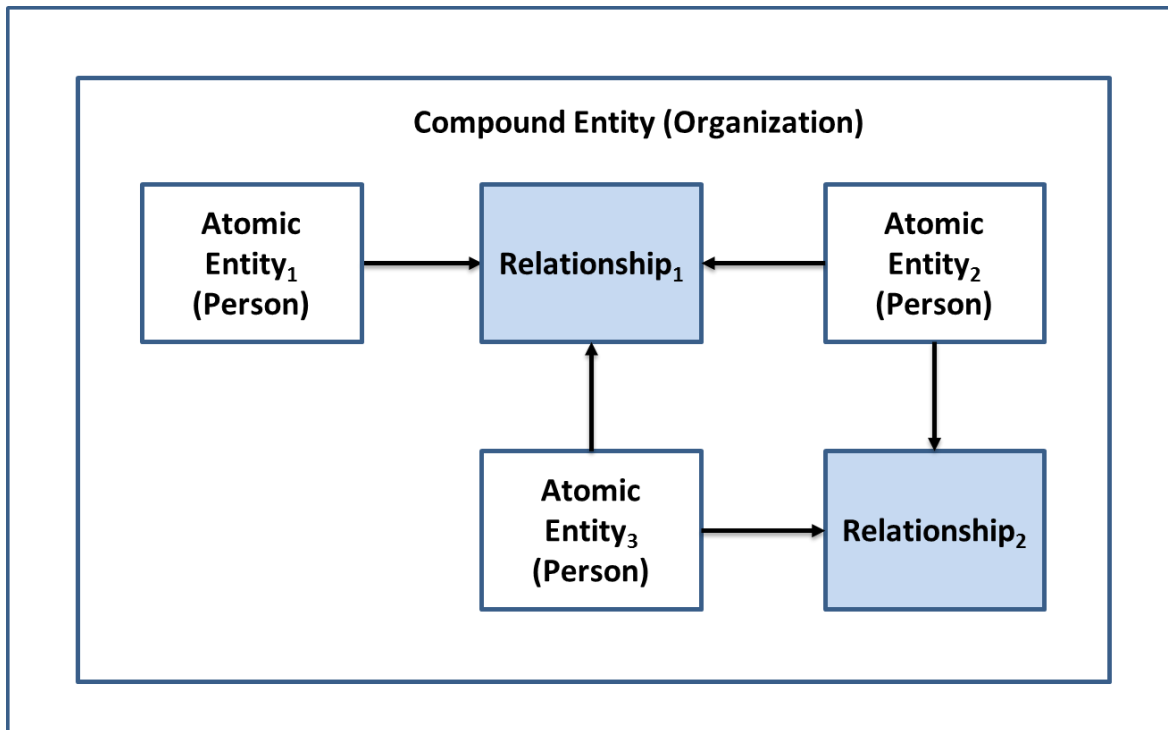 Compound Entity (Organization)
Atomic
Entity₁
(Person)
Relationship₁
Atomic
Entity₂
(Person)
Atomic
Entity₃
(Person)
Relationship₂